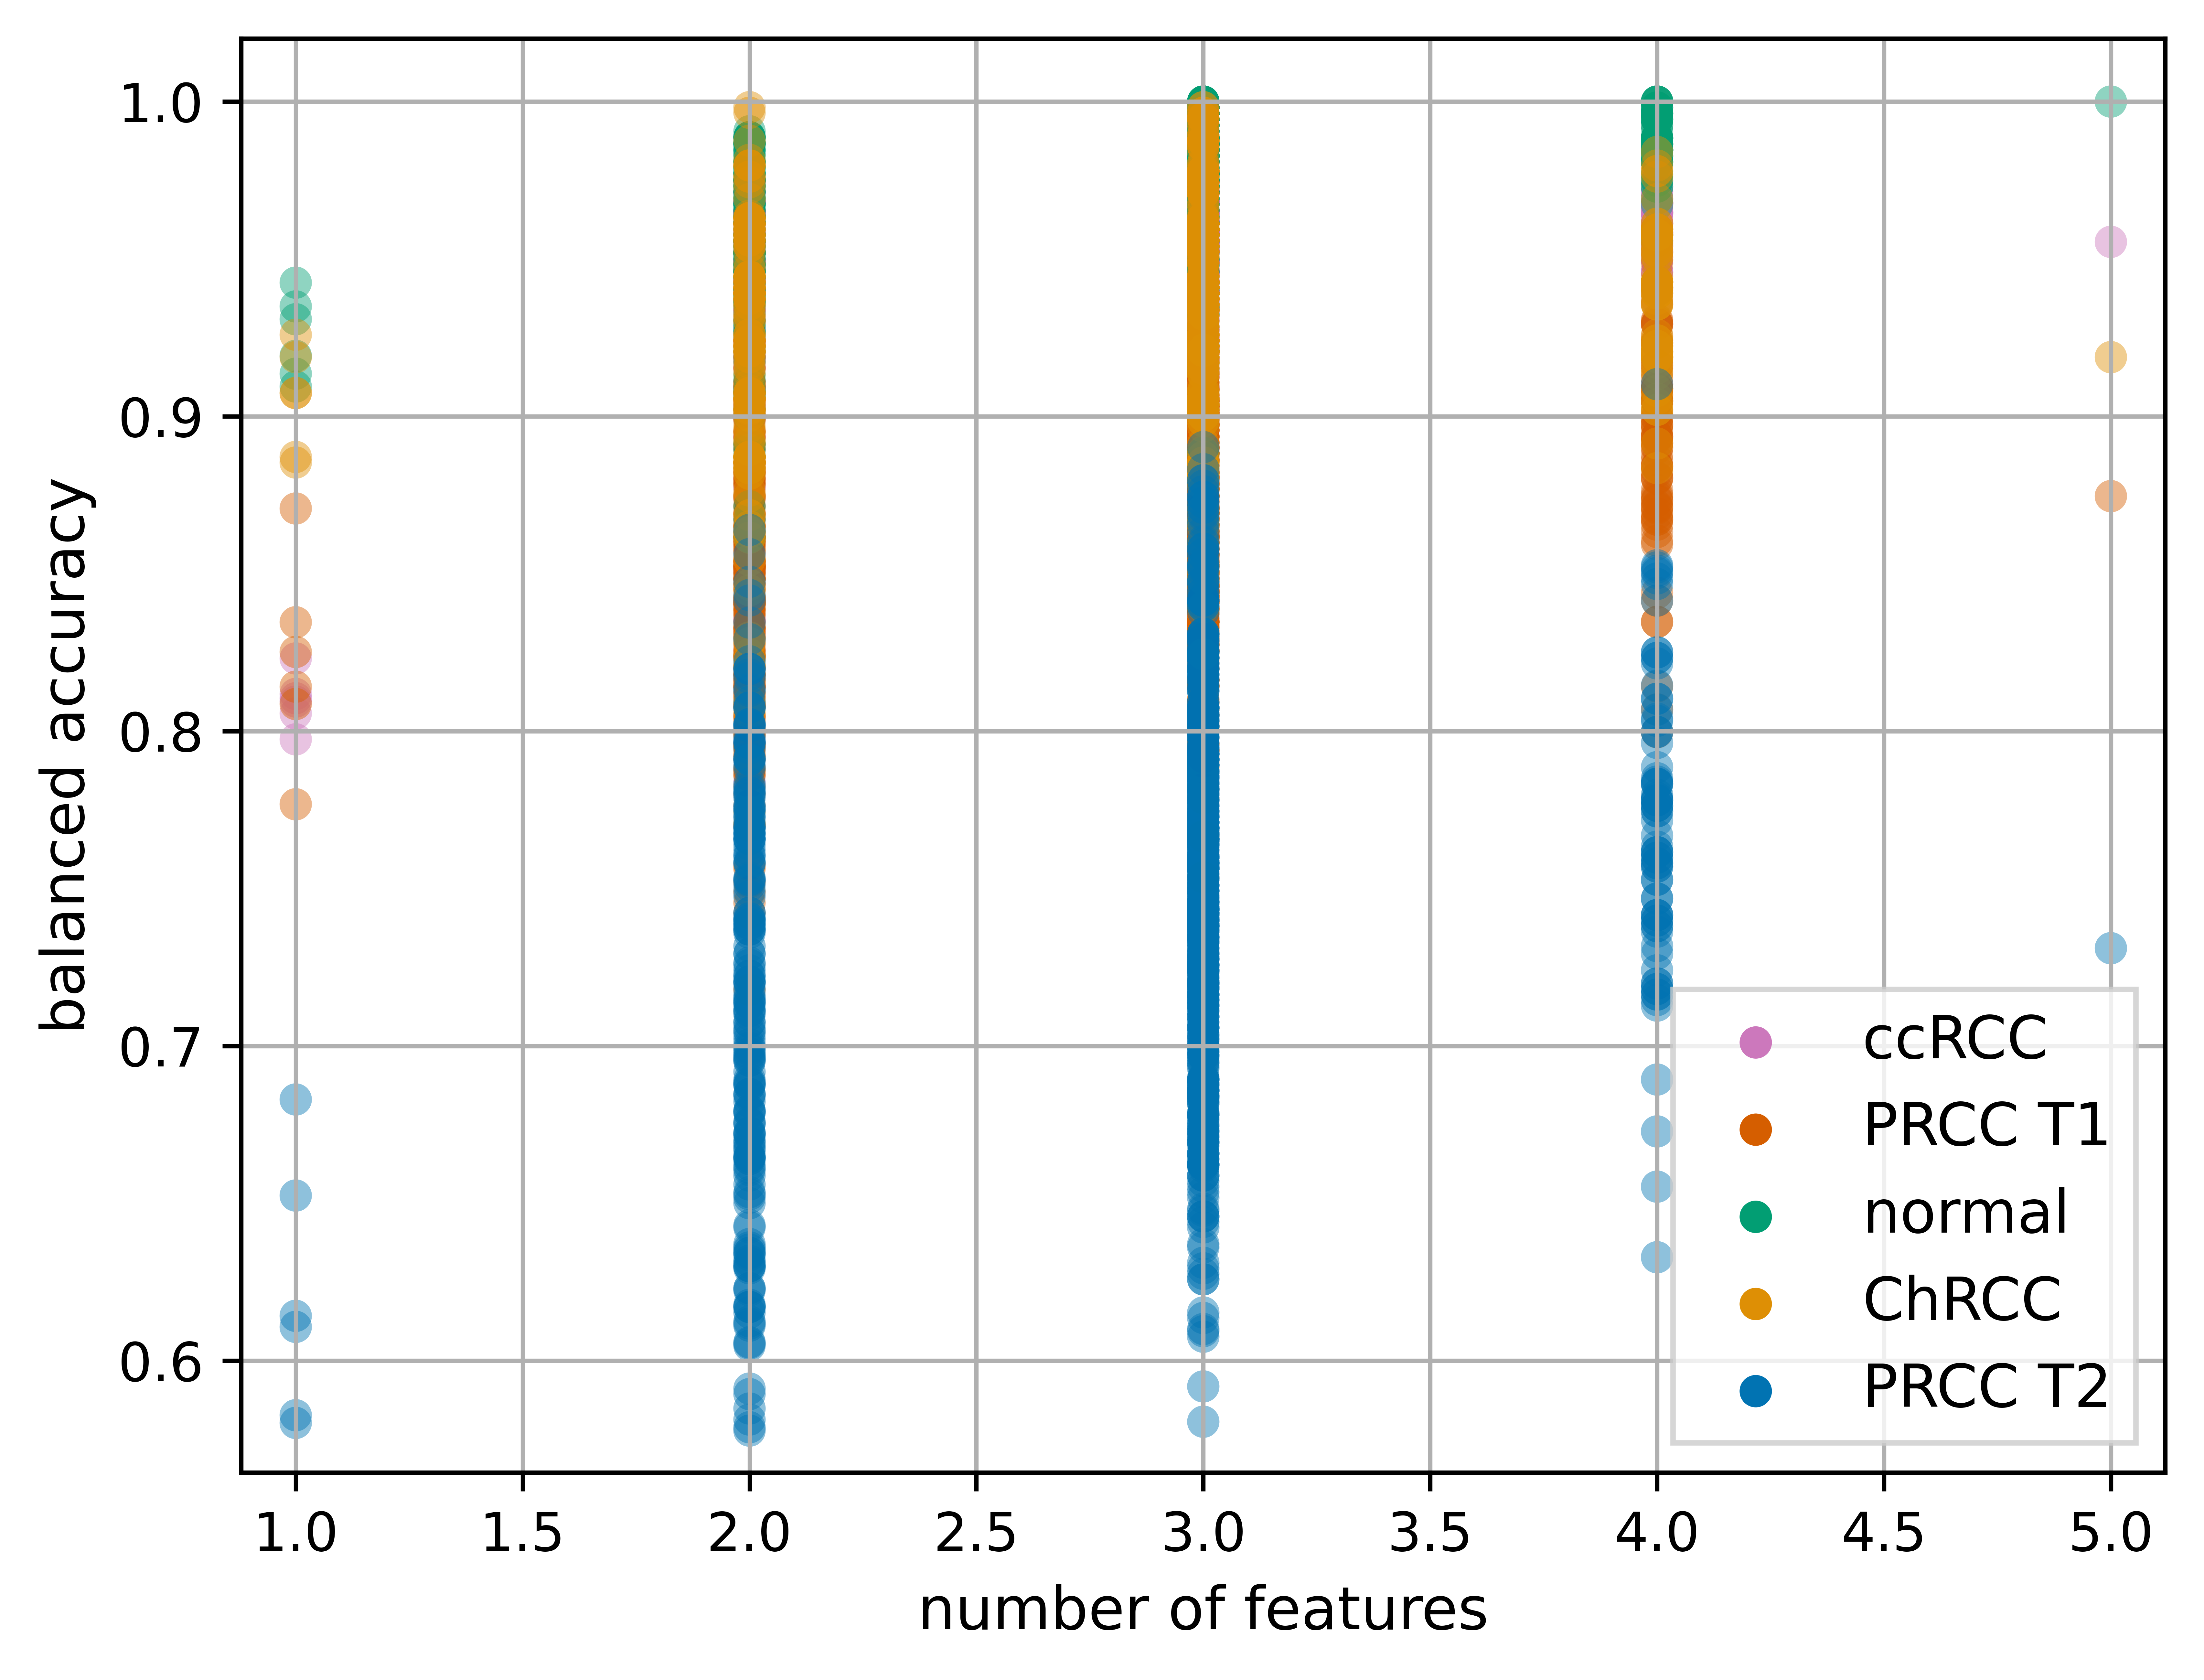 balanced accuracy
1.0
0.9
0.8
0.7
0.6
ccRCC
PRCC T1
normal
ChRCC
PRCC T2
1.0 1.5 2.0 2.5 3.0 3.5 4.0 4.5 5.0
number of features